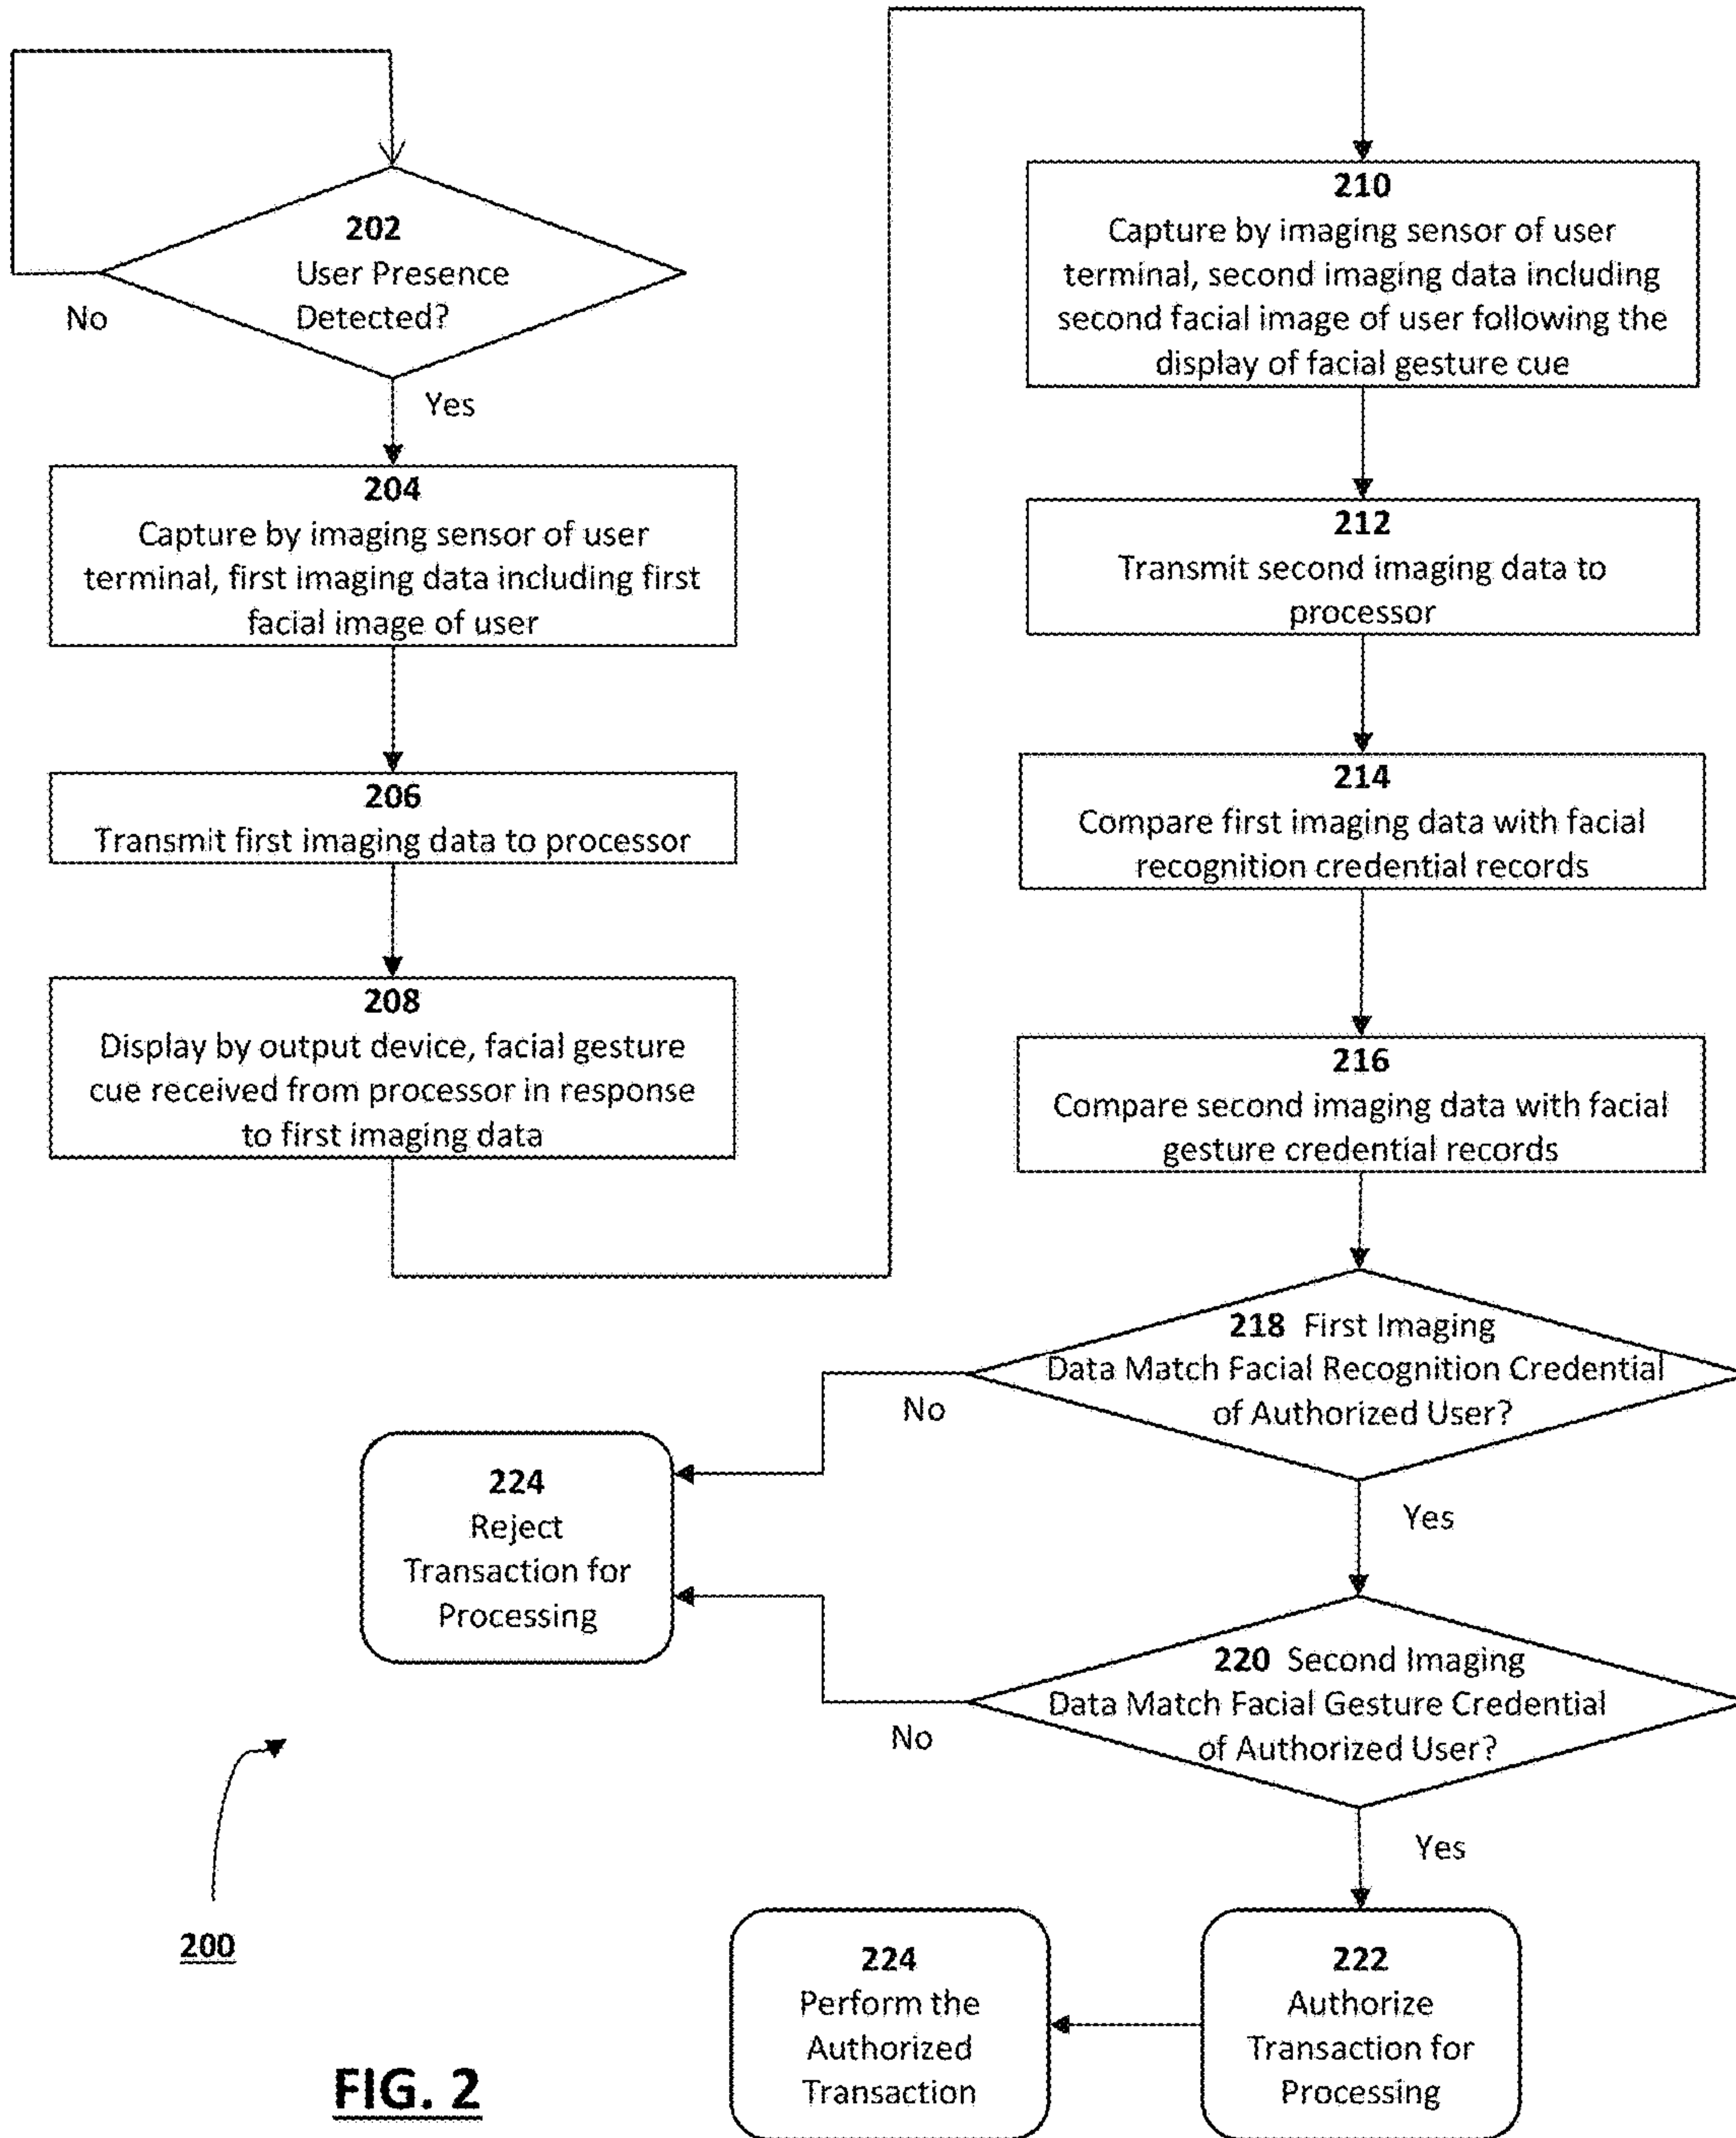 202
User Presence
Detected?
No
Yes
204
Capture by imaging sensor of user
terminal, first imaging data including first
facial image of user
206
Transmit first imaging data to processor
208
Display by output device, facial gesture
cue received from processor in response
to first imaging data
210
Capture by imaging sensor of user
terminal, second imaging data including
second facial image of user following the
display of facial gesture cue
212
Transmit second imaging data to
processor
214
Compare first imaging data with facial
recognition credential records
216
Compare second imaging data with facial
gesture credential records
218 First Imaging
Data Match Facial Recognition Credential
of Authorized User?
No
Yes
224
Reject
Transaction for
Processing
220 Second Imaging
Data Match Facial Gesture Credential
of Authorized User?
No
Yes
222
Authorize
Transaction for
Processing
224
Perform the
Authorized
Transaction
200
FIG. 2